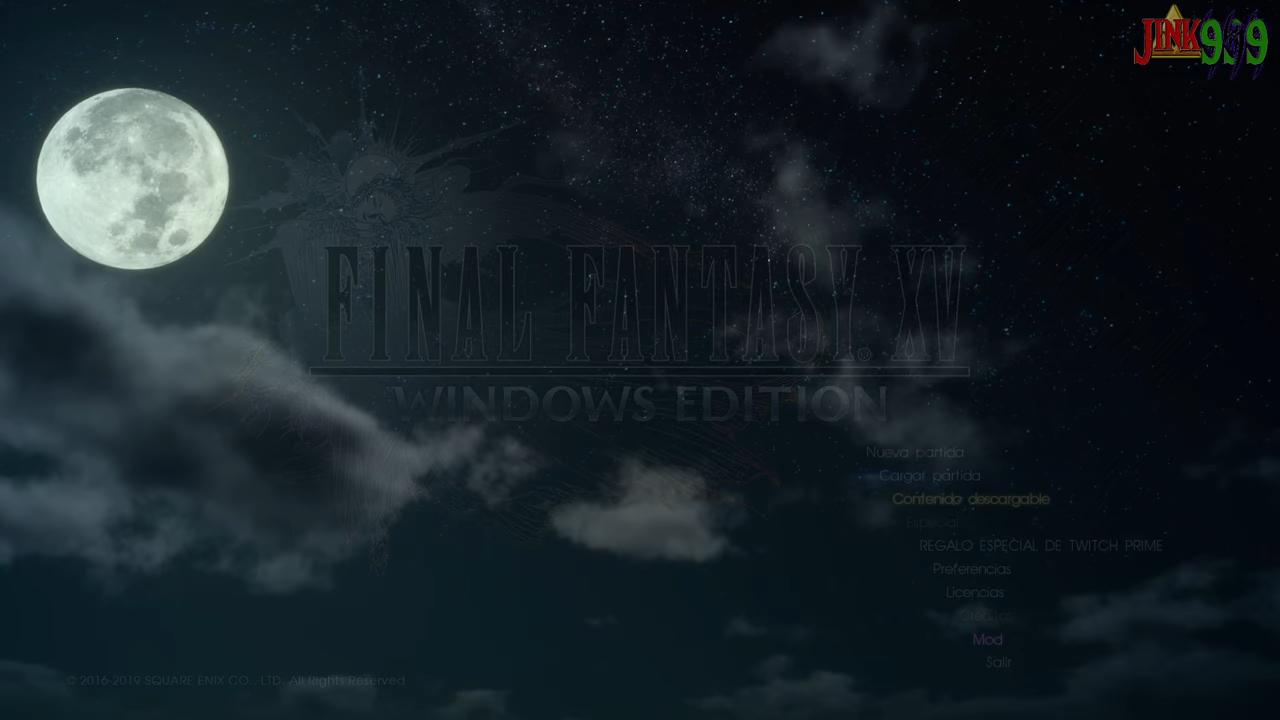 JINK999
FINAL FANTASY. XV
WINDOWS EDITION
Nueva partida
Cargar partida
Contenido descargable
Especial
REGALO ESPECIAL DE TWITCH PRIME
Preferencias
Licencias
Créditos
Mod
Salir
© 2016-2019 SQUARE ENIX CO., LTD. All Rights Reserved.